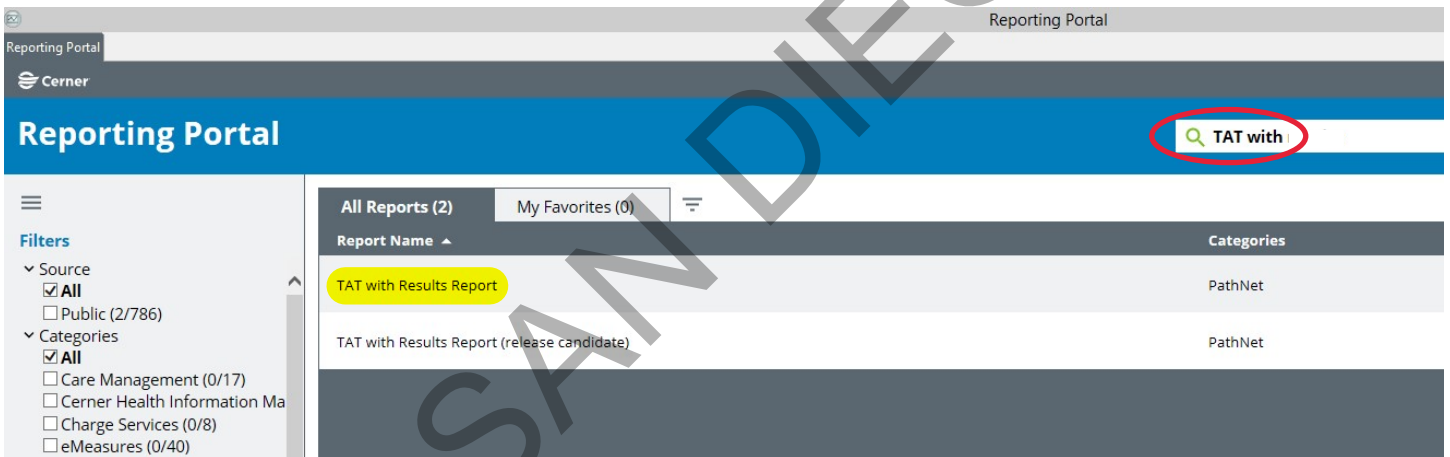 Reporting Portal
Reporting Portal
Cerner
Reporting Portal
TAT with
All Reports (2) My Favorites (0)
Filters
Report Name Categories
Source
All
TAT with Results Report PathNet
Public (2/786)
Categories
TAT with Results Report (release candidate) PathNet
All
Care Management (0/17)
Cerner Health Information Ma
Charge Services (0/8)
eMeasures (0/40)
SAN DIE